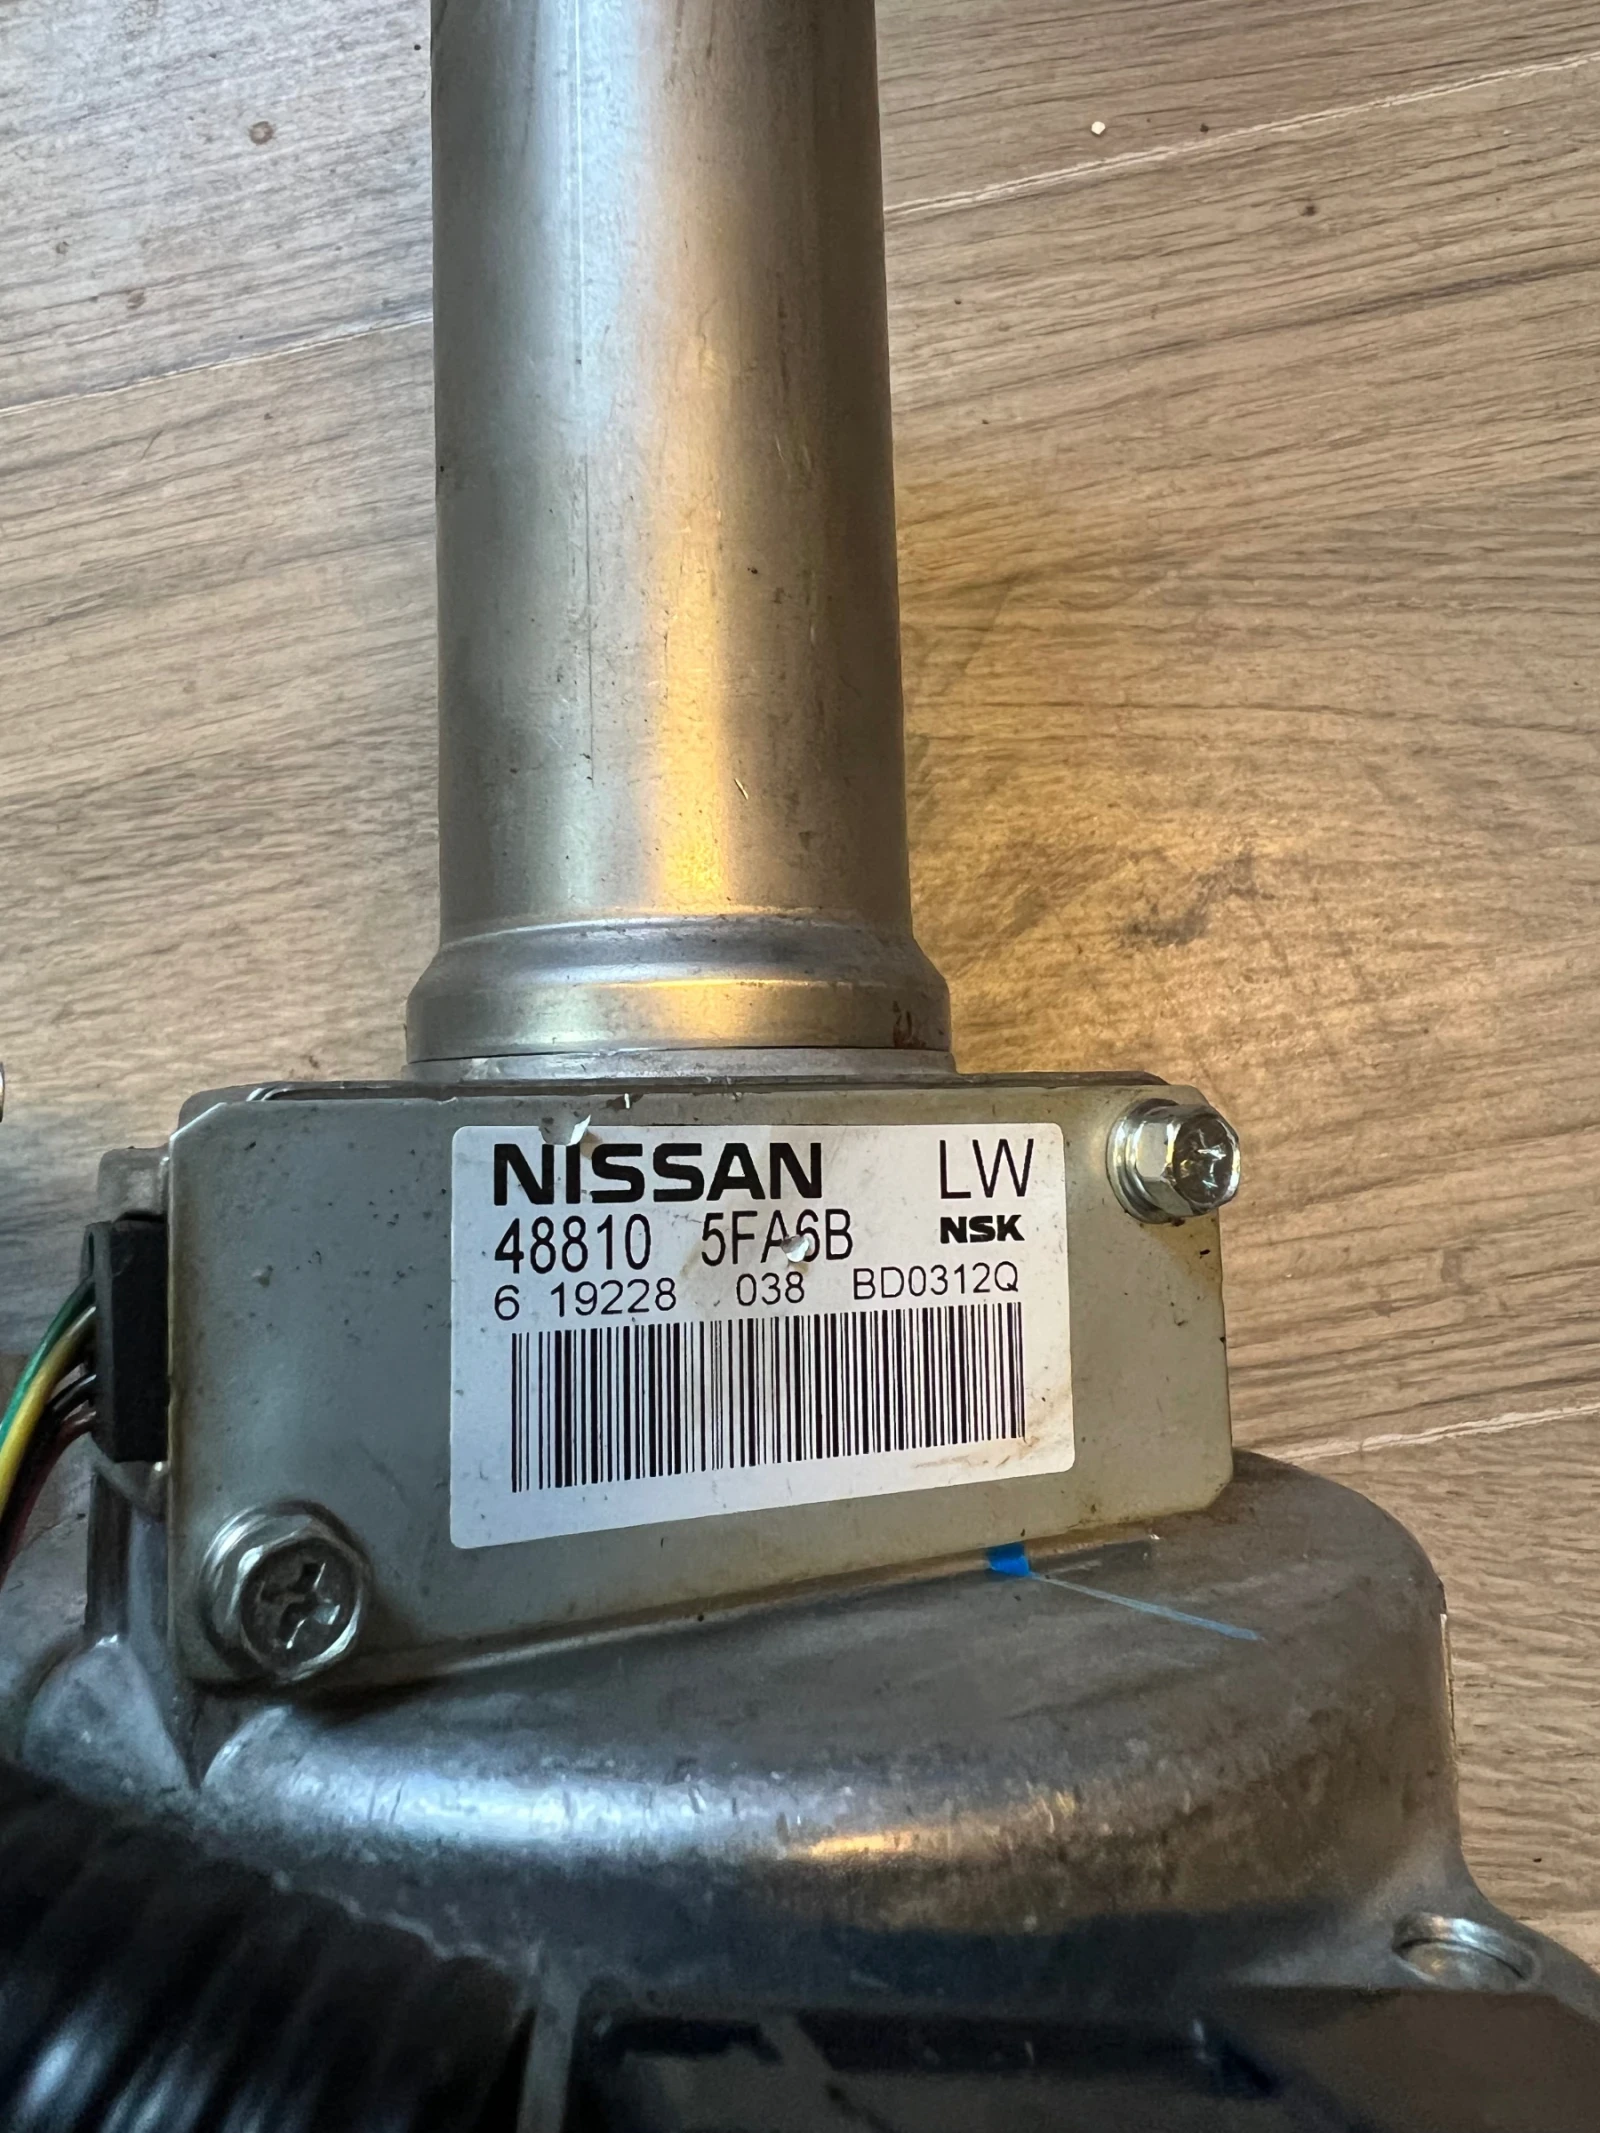 NISSAN LW
48810 5FA6B NSK
6 19228 038 BD0312Q